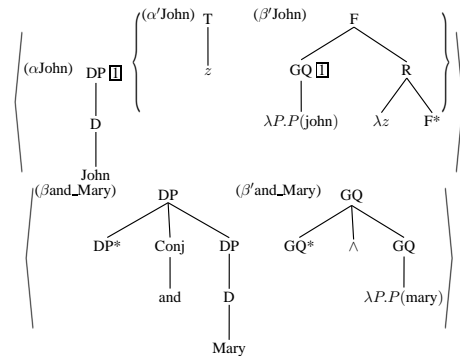 (α'John) T (β'John) F
(αJohn) DP 1 z GQ 1 R
D λP.P(john) λz F*
John
(βand_Mary) DP (β'and_Mary) GQ
DP* Conj DP GQ* ∧ GQ
and D λP.P(mary)
Mary